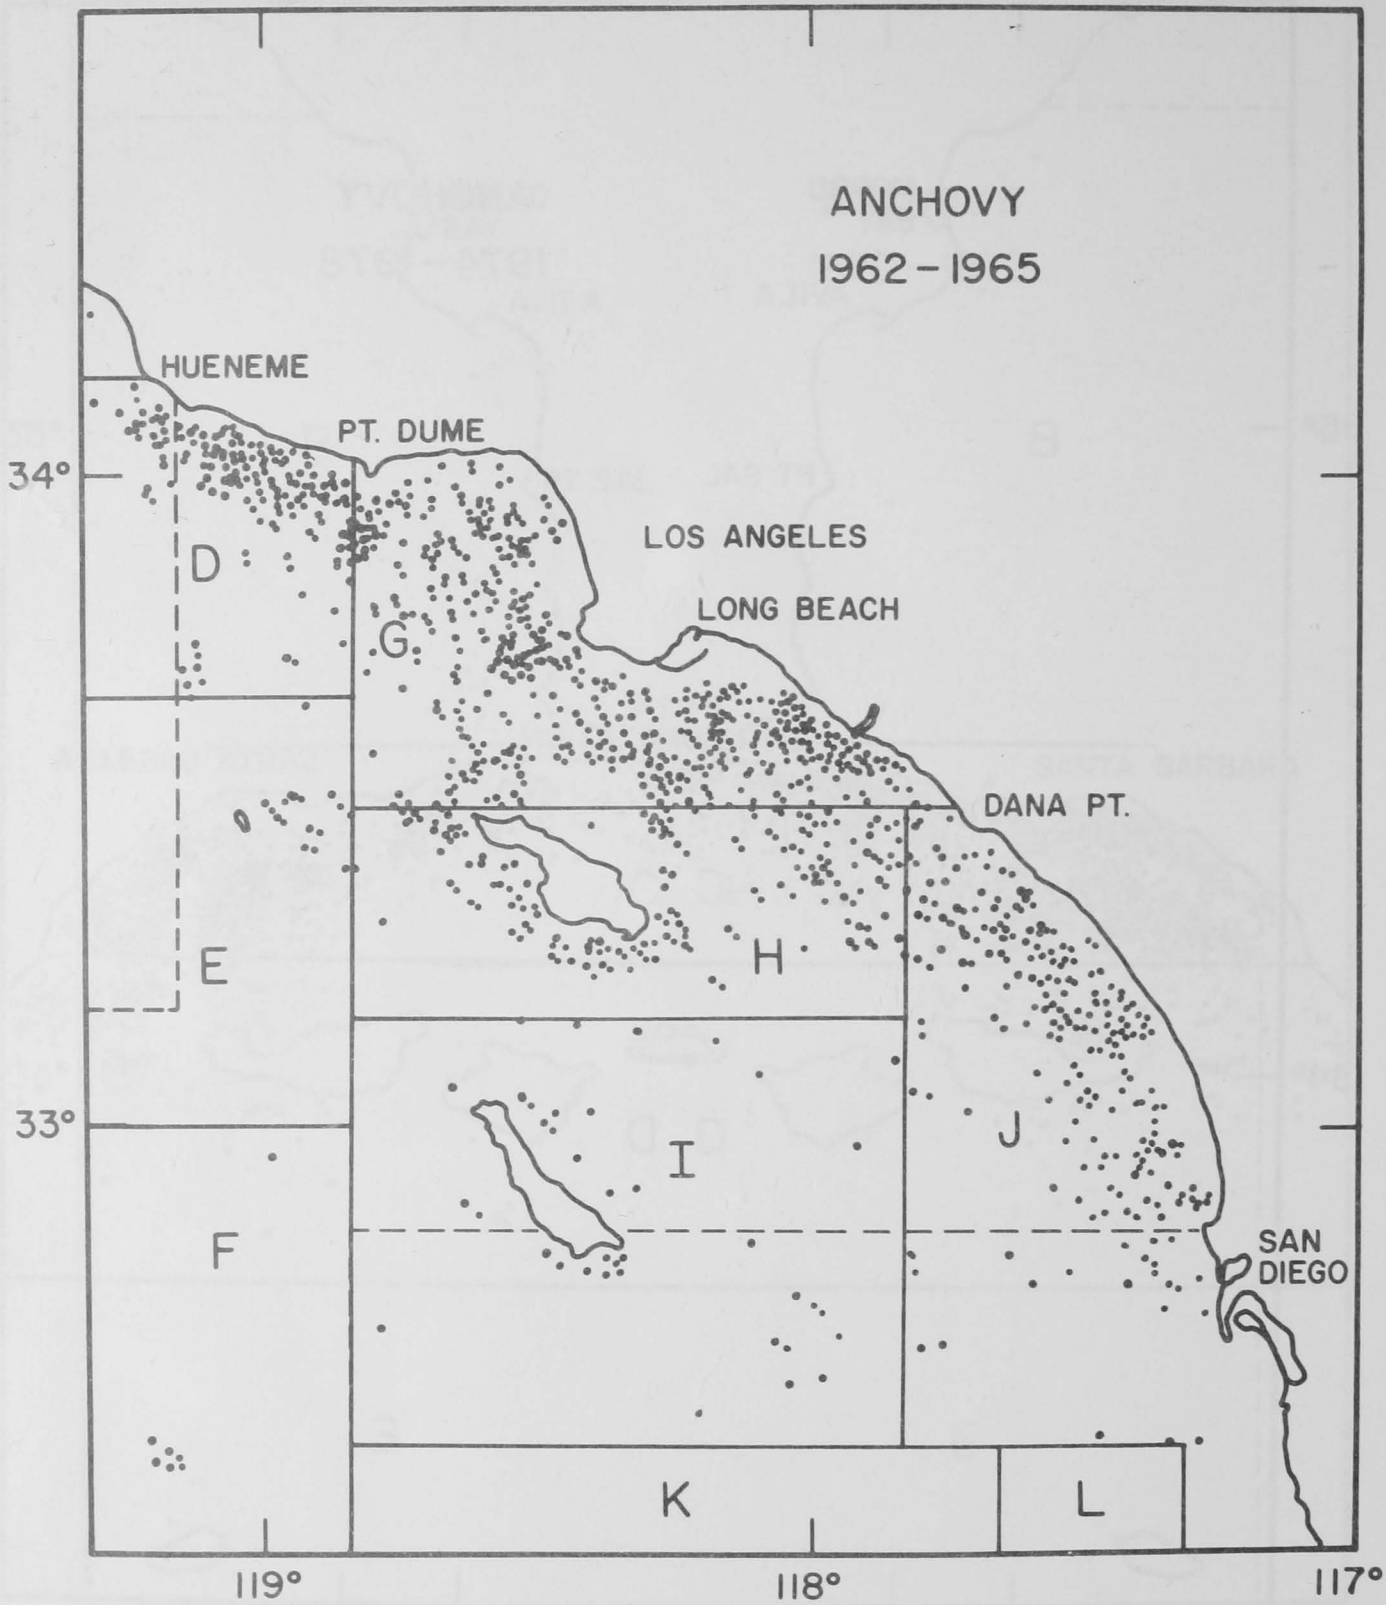 ANCHOVY
1962-1965
HUENEME
PT. DUME
34°
LOS ANGELES
D
LONG BEACH
G
DANA PT.
E
H
33°
J
I
F
SAN
DIEGO
K
L
119°
118°
117°